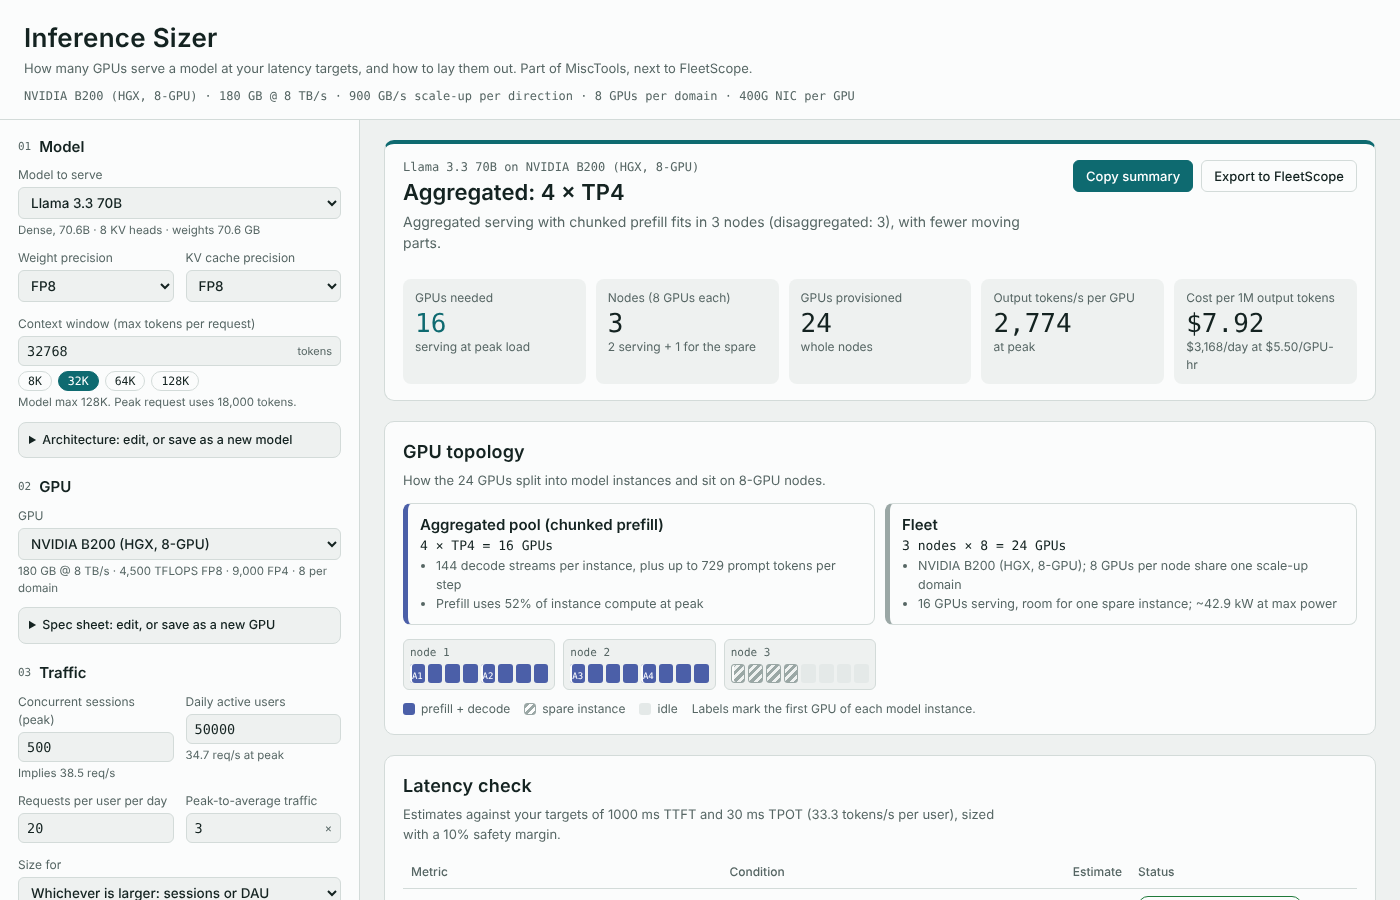 Inference Sizer
How many GPUs serve a model at your latency targets, and how to lay them out. Part of MiscTools, next to FleetScope.
NVIDIA B200 (HGX, 8-GPU) · 180 GB @ 8 TB/s · 900 GB/s scale-up per direction · 8 GPUs per domain · 400G NIC per GPU
01 Model
Model to serve
Llama 3.3 70B
Dense, 70.6B · 8 KV heads · weights 70.6 GB
Weight precision
KV cache precision
FP8
FP8
Context window (max tokens per request)
32768 tokens
8K 32K 64K 128K
Model max 128K. Peak request uses 18,000 tokens.
Architecture: edit, or save as a new model
02 GPU
GPU
NVIDIA B200 (HGX, 8-GPU)
180 GB @ 8 TB/s · 4,500 TFLOPS FP8 · 9,000 FP4 · 8 per
domain
Spec sheet: edit, or save as a new GPU
03 Traffic
Concurrent sessions
(peak)
500
Implies 38.5 req/s
Daily active users
50000
34.7 req/s at peak
Requests per user per day
20
Peak-to-average traffic
3 ×
Size for
Whichever is larger: sessions or DAU
Llama 3.3 70B on NVIDIA B200 (HGX, 8-GPU)
Aggregated: 4 × TP4
Aggregated serving with chunked prefill fits in 3 nodes (disaggregated: 3), with fewer moving
parts.
Copy summary
Export to FleetScope
GPUs needed
16
serving at peak load
Nodes (8 GPUs each)
3
2 serving + 1 for the spare
GPUs provisioned
24
whole nodes
Output tokens/s per GPU
2,774
at peak
Cost per 1M output tokens
$7.92
$3,168/day at $5.50/GPU-
hr
GPU topology
How the 24 GPUs split into model instances and sit on 8-GPU nodes.
Aggregated pool (chunked prefill)
4 × TP4 = 16 GPUs
• 144 decode streams per instance, plus up to 729 prompt tokens per
step
• Prefill uses 52% of instance compute at peak
Fleet
3 nodes × 8 = 24 GPUs
• NVIDIA B200 (HGX, 8-GPU); 8 GPUs per node share one scale-up
domain
• 16 GPUs serving, room for one spare instance; ~42.9 kW at max power
node 1
A1 A2
node 2
A3 A4
node 3
prefill + decode
spare instance
idle
Labels mark the first GPU of each model instance.
Latency check
Estimates against your targets of 1000 ms TTFT and 30 ms TPOT (33.3 tokens/s per user), sized
with a 10% safety margin.
Metric Condition Estimate Status